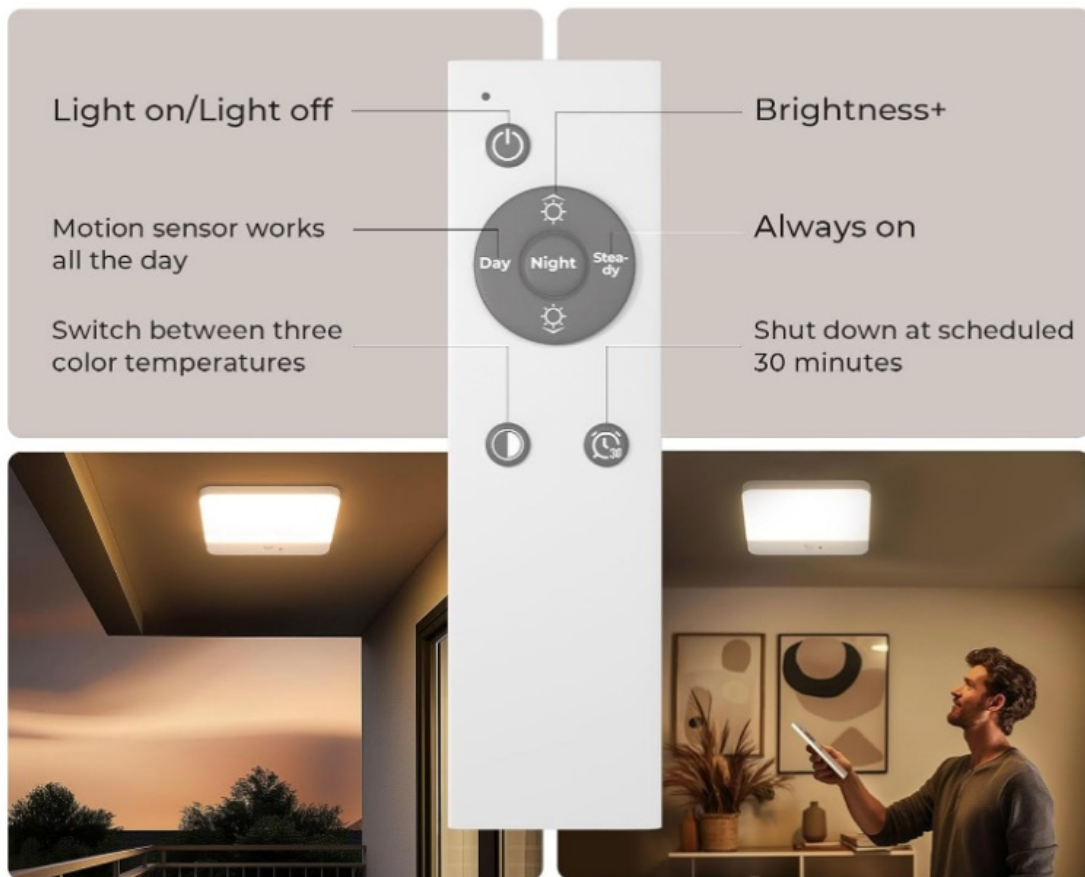 Light on/Light off
Brightness+
Motion sensor works
all the day
Always on
Day
Night
Stea-
dy
Switch between three
color temperatures
Shut down at scheduled
30 minutes
30